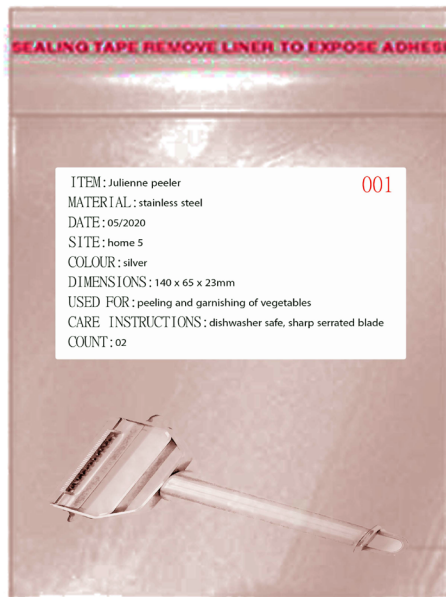 SEALING TAPE REMOVE LINER TO EXPOSE ADHESI
ITEM: Julienne peeler 001
MATERIAL: stainless steel
DATE: 05/2020
SITE: home 5
COLOUR: silver
DIMENSIONS: 140 x 65 x 23mm
USED FOR: peeling and garnishing of vegetables
CARE INSTRUCTIONS: dishwasher safe, sharp serrated blade
COUNT: 02